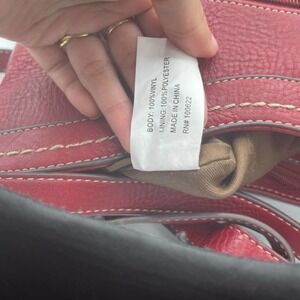 BODY: 100%VINYL
LINING: 100%POLYESTER
MADE IN CHINA
RN# 100622